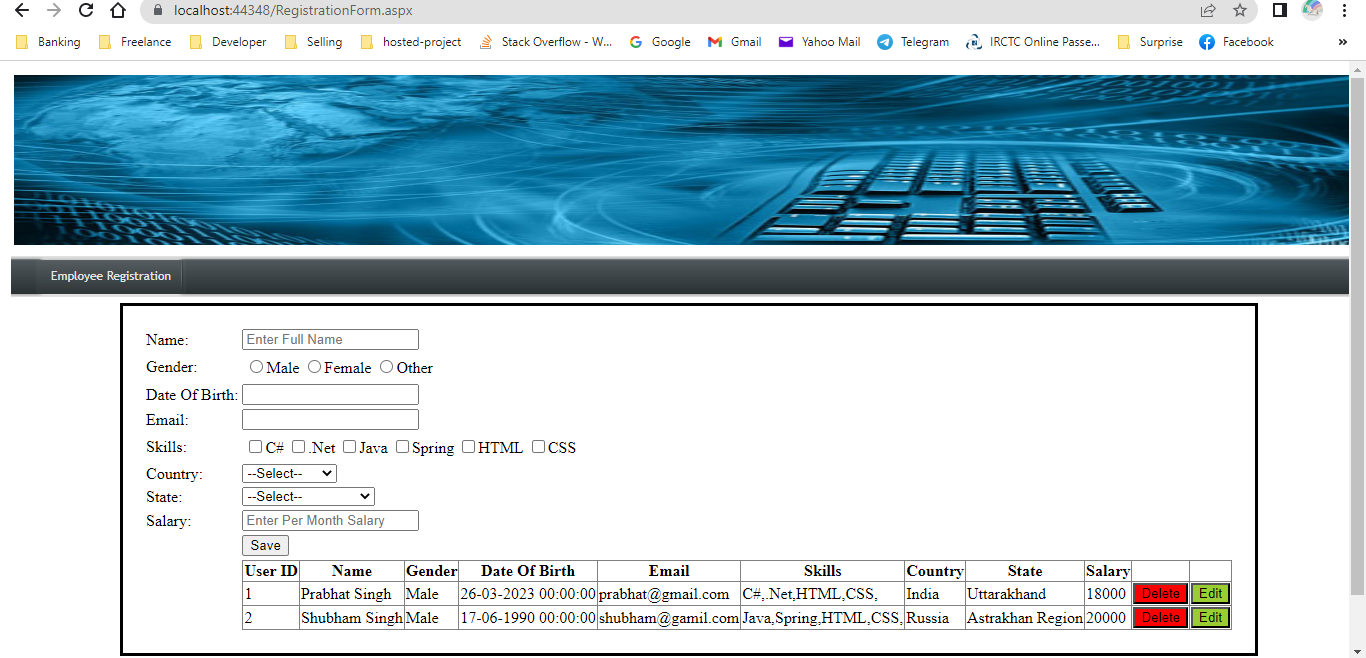 localhost:44348/RegistrationForm.aspx
Banking Freelance Developer Selling hosted-project Stack Overflow - W... Google Gmail Yahoo Mail Telegram IRCTC Online Passe... Surprise Facebook »
Employee Registration
Name: Enter Full Name
Gender: Male Female Other
Date Of Birth:
Email:
Skills: C# .Net Java Spring HTML CSS
Country: --Select--
State: --Select--
Salary: Enter Per Month Salary
Save
User ID Name Gender Date Of Birth Email Skills Country State Salary
1 Prabhat Singh Male 26-03-2023 00:00:00 prabhat@gmail.com C#,.Net,HTML,CSS, India Uttarakhand 18000 Delete Edit
2 Shubham Singh Male 17-06-1990 00:00:00 shubham@gamil.com Java,Spring,HTML,CSS, Russia Astrakhan Region 20000 Delete Edit